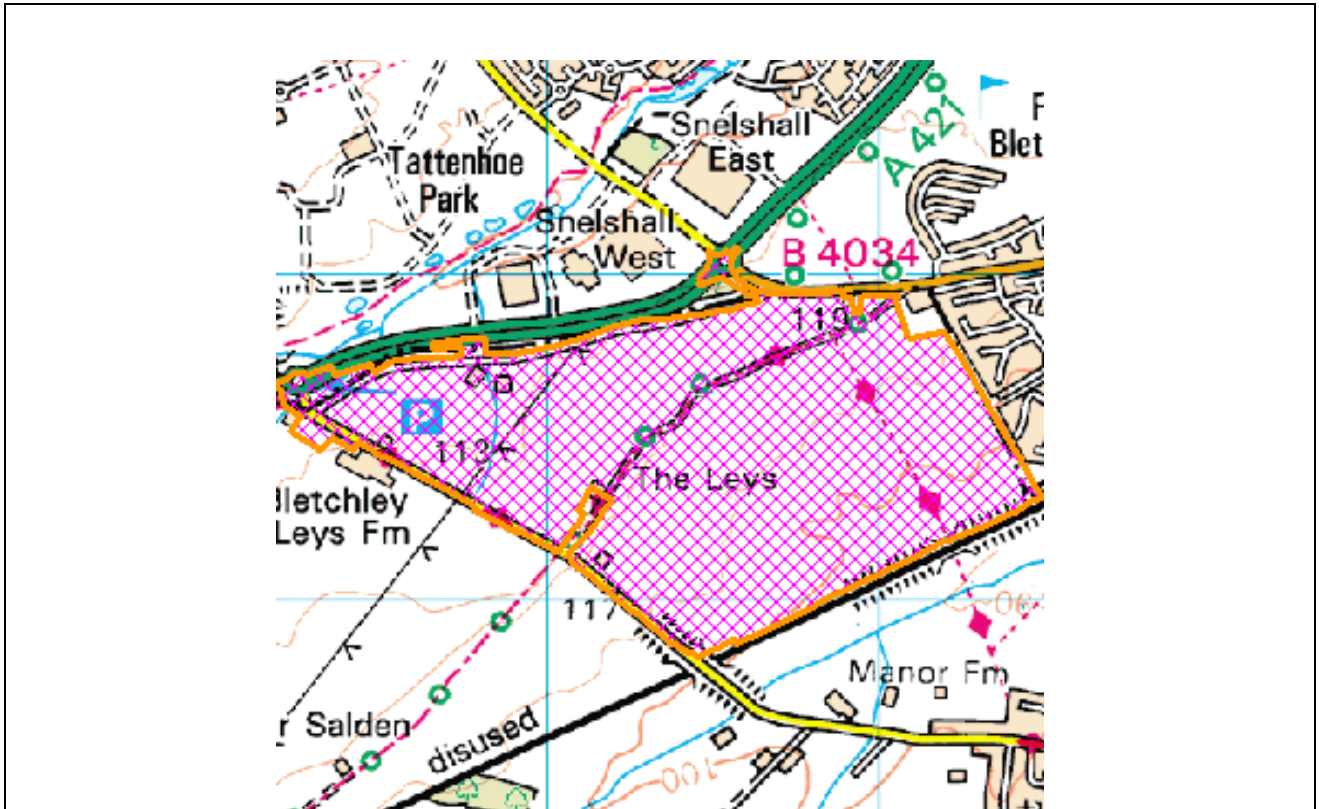 Snelshall
East
A 421
Blet
Tattenhoe
Park
Snelshall
West
B 4034
119
P
113
The Leys
Bletchley
Leys Fm
117
Manor Fm
r Salden
disused
100